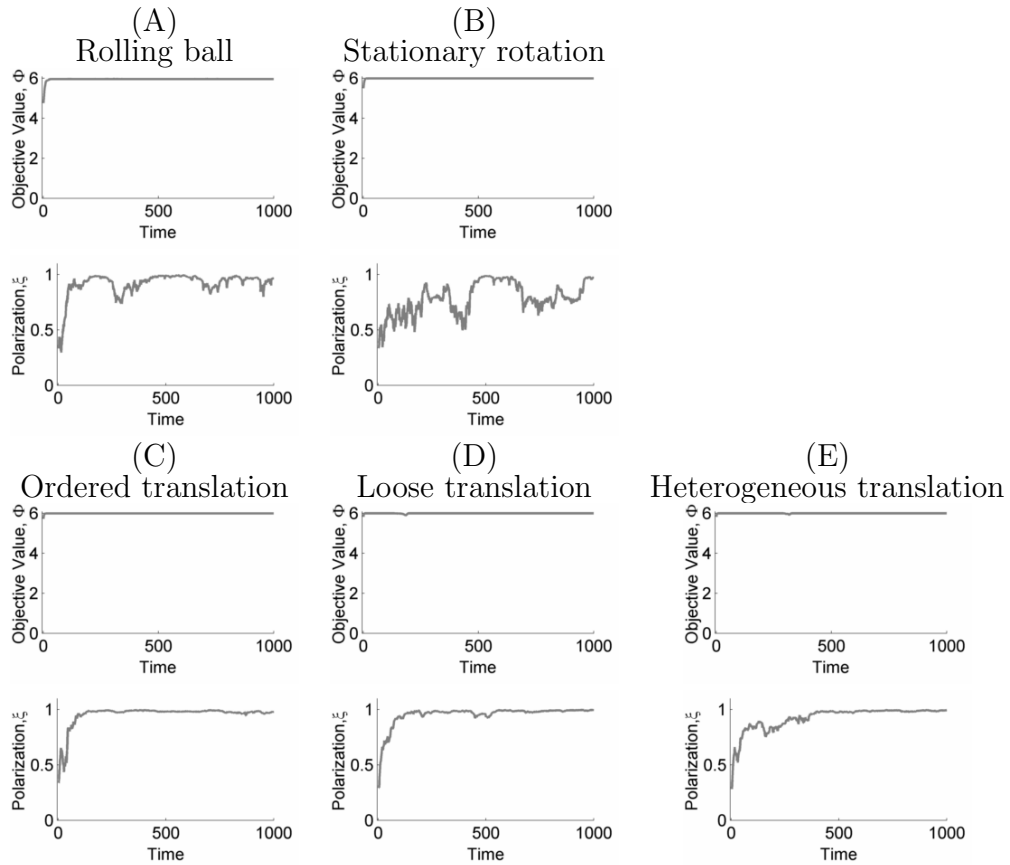 (A)
Rolling ball
Objective Value, Φ
6
4
2
0
0 500 1000
Time
Polarization,ξ
1
0.5
0
0 500 1000
Time
(B)
Stationary rotation
Objective Value, Φ
6
4
2
0
0 500 1000
Time
Polarization,ξ
1
0.5
0
0 500 1000
Time
(C)
Ordered translation
Objective Value, Φ
6
4
2
0
0 500 1000
Time
Polarization,ξ
1
0.5
0
0 500 1000
Time
(D)
Loose translation
Objective Value, Φ
6
4
2
0
0 500 1000
Time
Polarization,ξ
1
0.5
0
0 500 1000
Time
(E)
Heterogeneous translation
Objective Value, Φ
6
4
2
0
0 500 1000
Time
Polarization,ξ
1
0.5
0
0 500 1000
Time